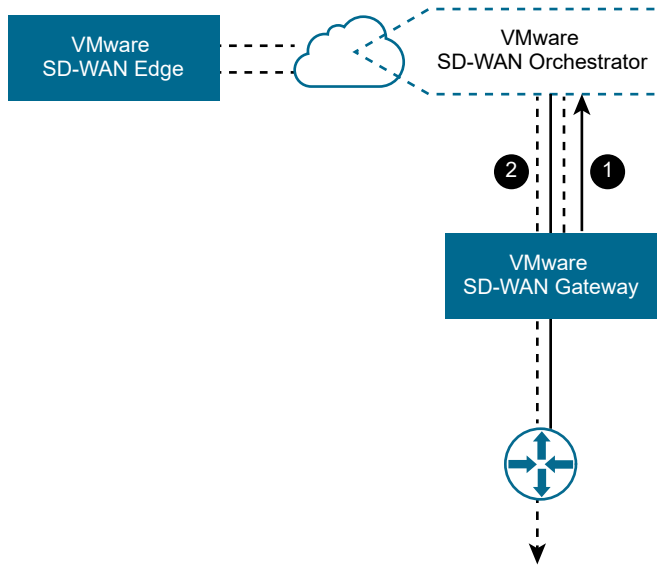 VMware
SD-WAN Edge
VMware
SD-WAN Orchestrator
2
1
VMware
SD-WAN Gateway